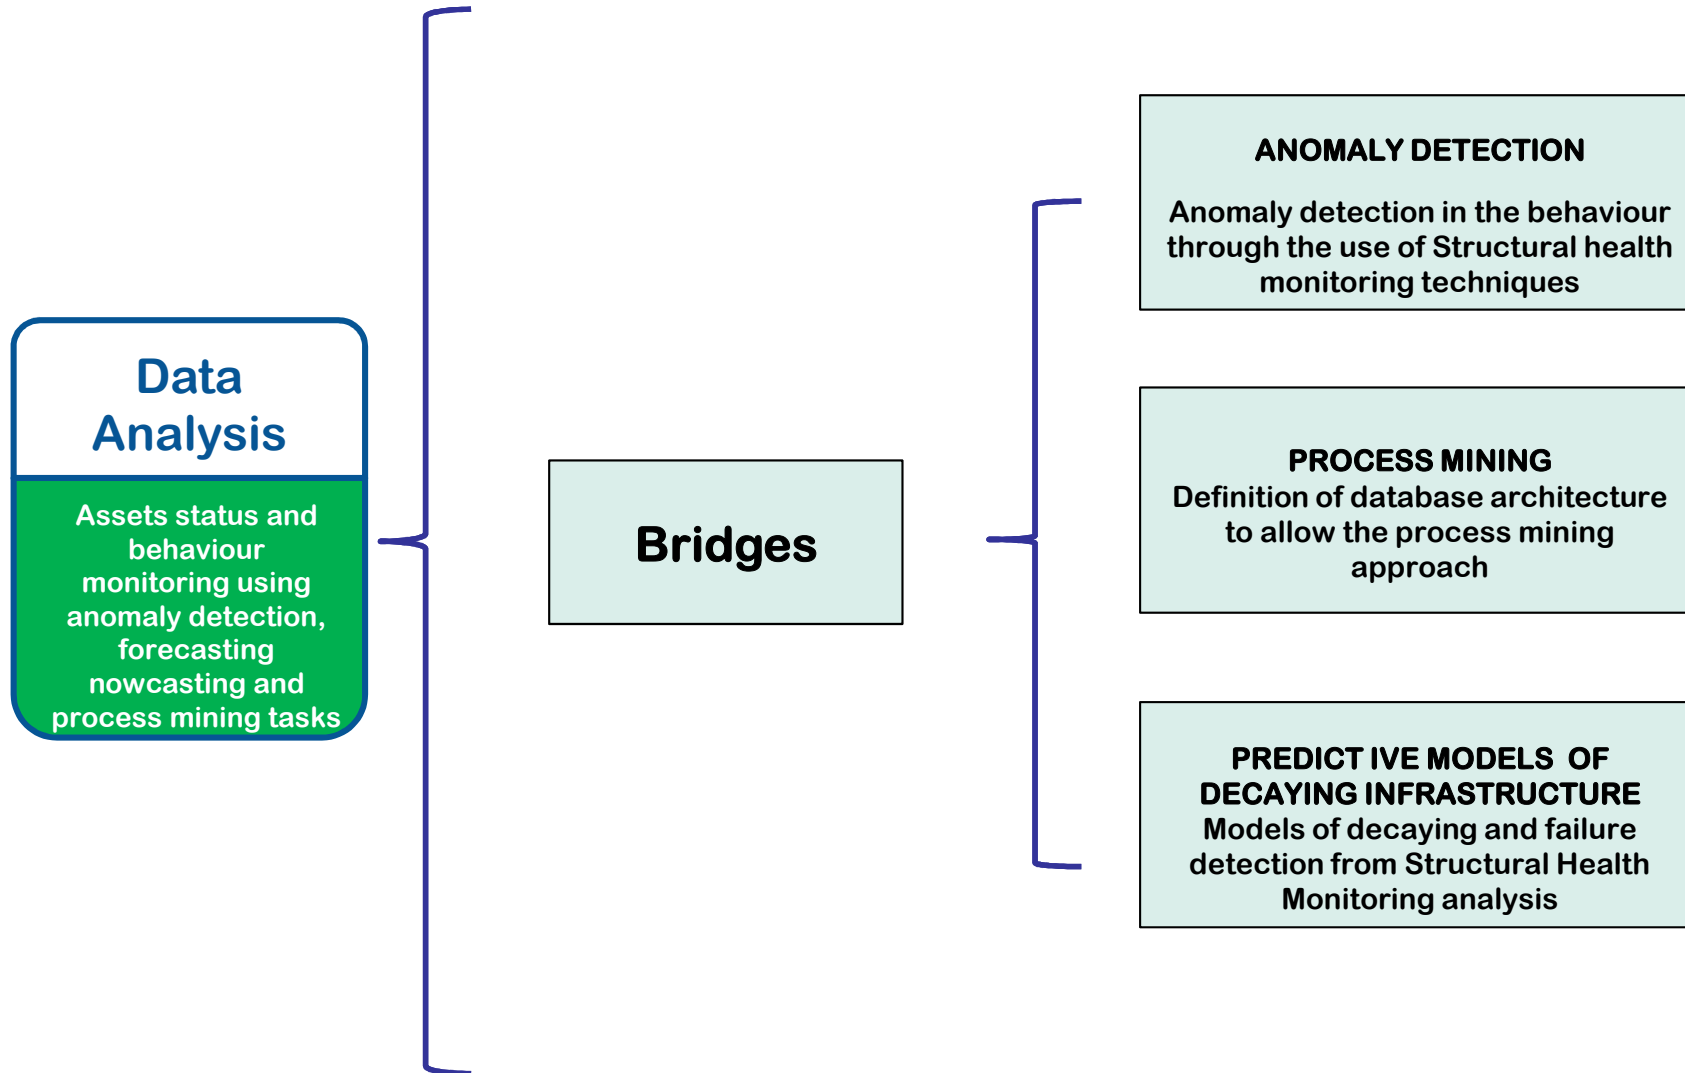 Data
Analysis
Assets status and
behaviour
monitoring using
anomaly detection,
forecasting
nowcasting and
process mining tasks
Bridges
ANOMALY DETECTION
Anomaly detection in the behaviour
through the use of Structural health
monitoring techniques
PROCESS MINING
Definition of database architecture
to allow the process mining
approach
PREDICT IVE MODELS OF
DECAYING INFRASTRUCTURE
Models of decaying and failure
detection from Structural Health
Monitoring analysis